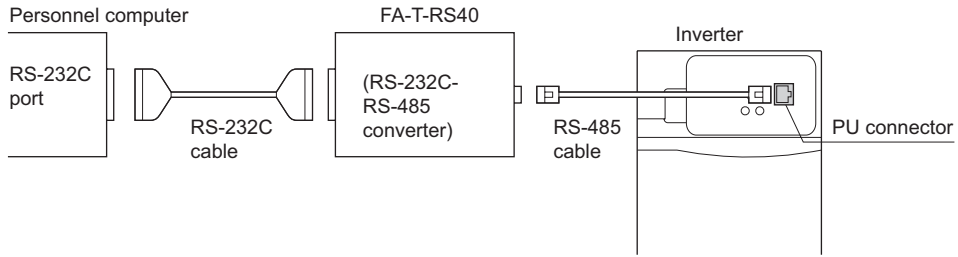 Personnel computer
FA-T-RS40
Inverter
RS-232C
port
(RS-232C-
RS-485
converter)
RS-232C
cable
RS-485
cable
PU connector